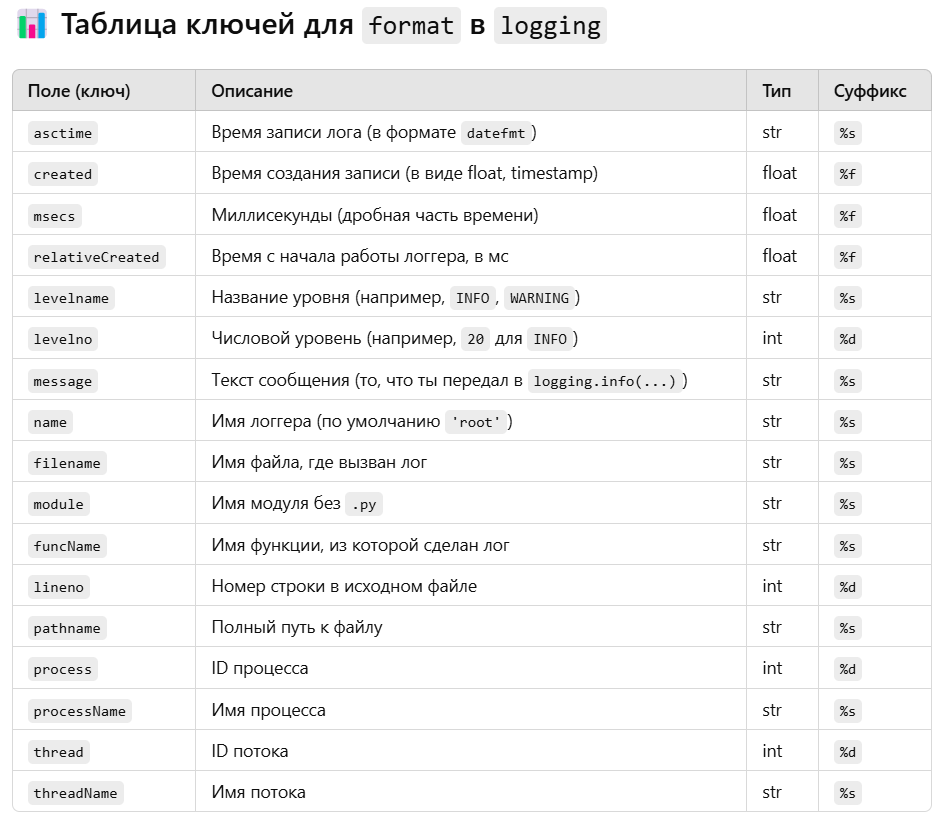 Таблица ключей для format в logging
Поле (ключ) Описание Тип Суффикс
asctime Время записи лога (в формате datefmt) str %s
created Время создания записи (в виде float, timestamp) float %f
msecs Миллисекунды (дробная часть времени) float %f
relativeCreated Время с начала работы логгера, в мс float %f
levelname Название уровня (например, INFO, WARNING) str %s
levelno Числовой уровень (например, 20 для INFO) int %d
message Текст сообщения (то, что ты передал в logging.info(...)) str %s
name Имя логгера (по умолчанию 'root') str %s
filename Имя файла, где вызван лог str %s
module Имя модуля без .py str %s
funcName Имя функции, из которой сделан лог str %s
lineno Номер строки в исходном файле int %d
pathname Полный путь к файлу str %s
process ID процесса int %d
processName Имя процесса str %s
thread ID потока int %d
threadName Имя потока str %s